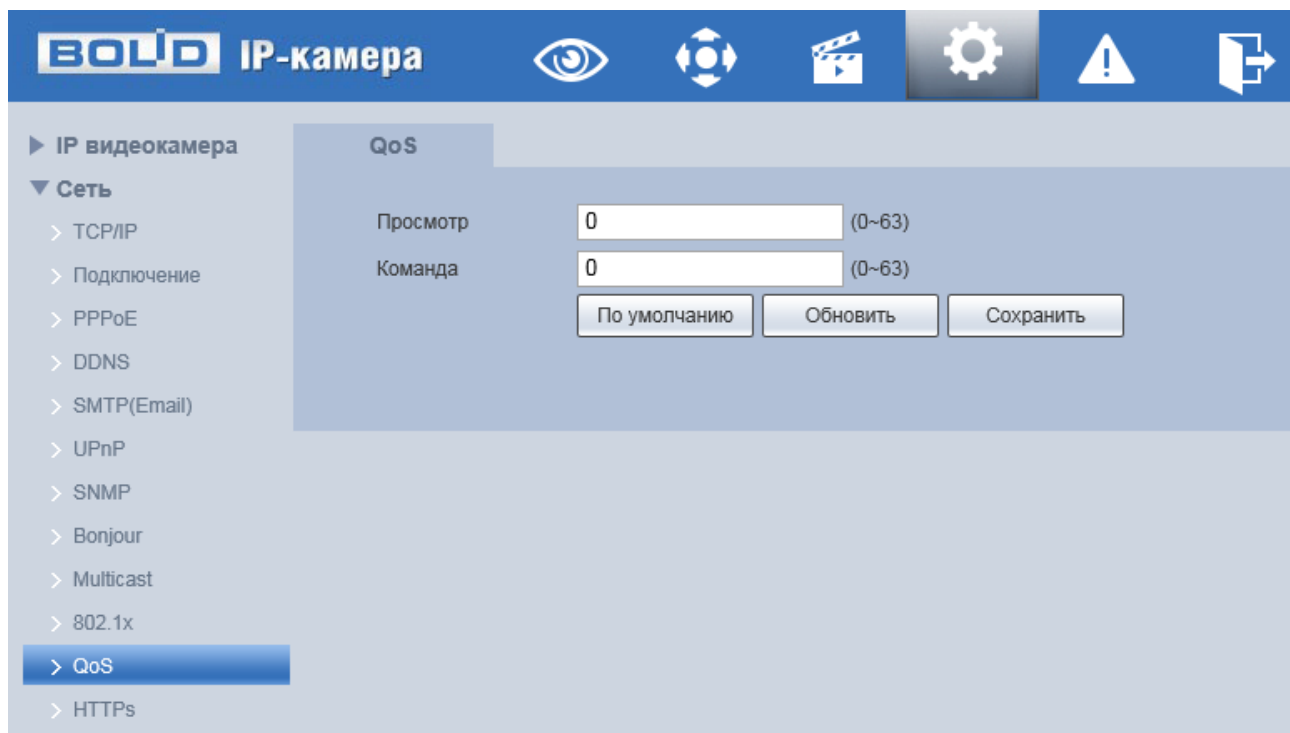 BOLID IP-камера
IP видеокамера
Сеть
TCP/IP
Подключение
PPPoE
DDNS
SMTP(Email)
UPnP
SNMP
Bonjour
Multicast
802.1x
QoS
HTTPs
QoS
Просмотр 0 (0~63)
Команда 0 (0~63)
По умолчанию Обновить Сохранить